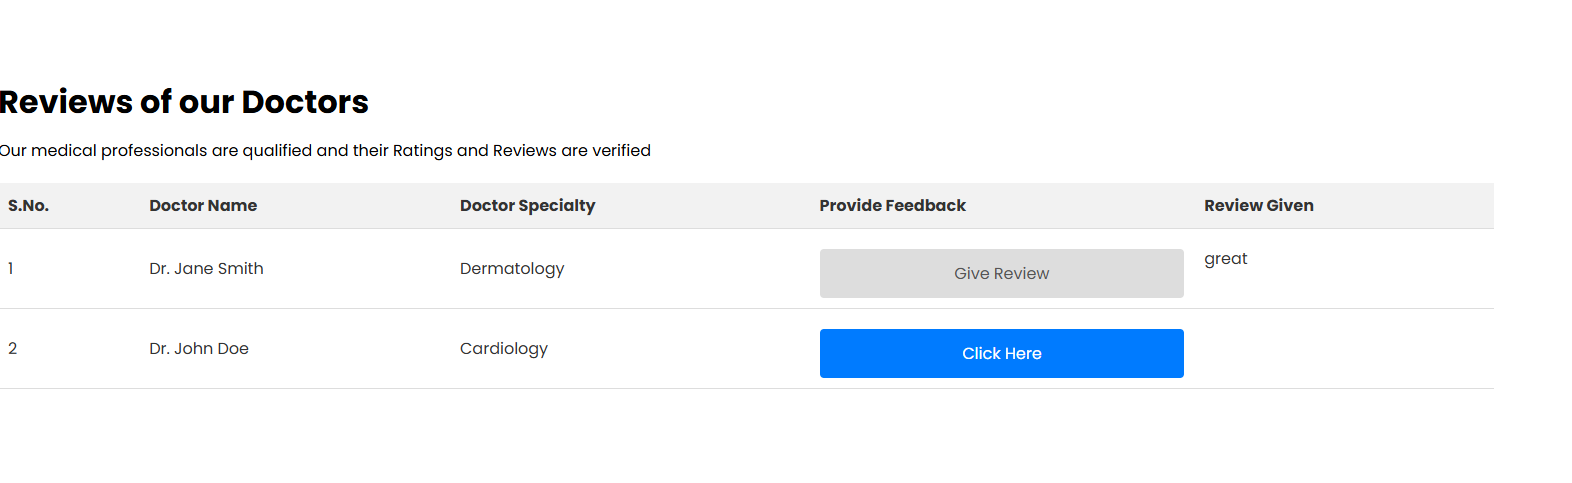 Reviews of our Doctors
Our medical professionals are qualified and their Ratings and Reviews are verified
S.No. Doctor Name Doctor Specialty Provide Feedback Review Given
1 Dr. Jane Smith Dermatology Give Review great
2 Dr. John Doe Cardiology Click Here